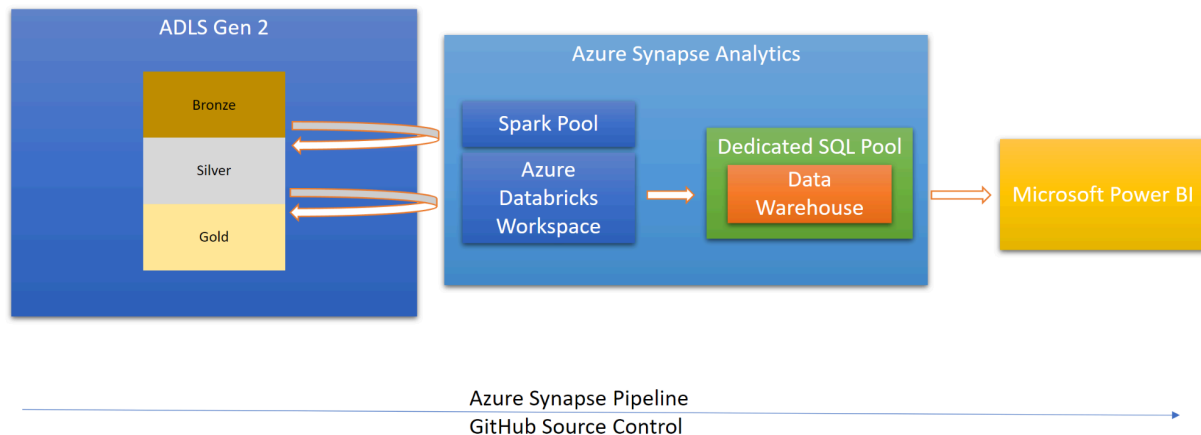 ADLS Gen 2
Bronze
Silver
Gold
Azure Synapse Analytics
Spark Pool
Azure
Databricks
Workspace
Dedicated SQL Pool
Data
Warehouse
Microsoft Power BI
Azure Synapse Pipeline
GitHub Source Control